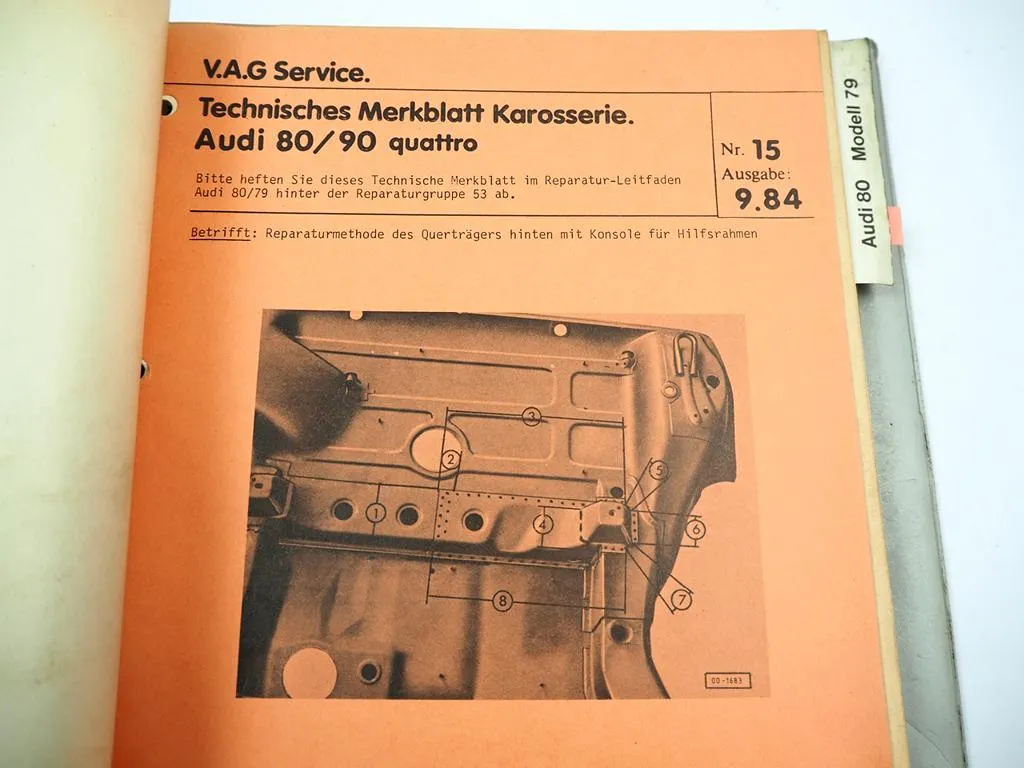 V.A.G Service.
Technisches Merkblatt Karosserie.
Audi 80/90 quattro
Bitte heften Sie dieses Technische Merkblatt im Reparatur-Leitfaden
Audi 80/79 hinter der Reparaturgruppe 53 ab.
Nr. 15
Ausgabe:
9.84
Betrifft: Reparaturmethode des Querträgers hinten mit Konsole für Hilfsrahmen
3
2
5
1
4
6
8
7
00-1683
Audi 80 Modell 79